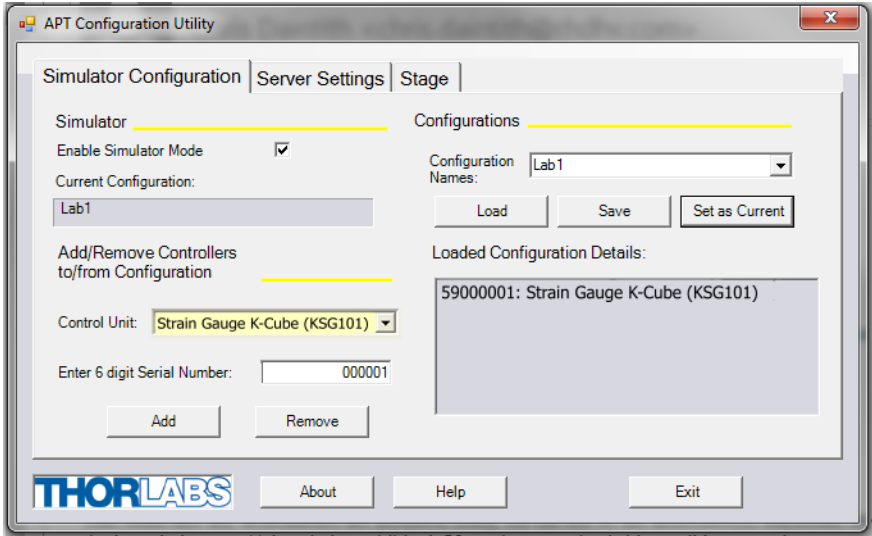 APT Configuration Utility
Simulator Configuration
Server Settings
Stage
Simulator
Enable Simulator Mode
Current Configuration:
Lab1
Add/Remove Controllers
to/from Configuration
Control Unit:
Strain Gauge K-Cube (KSG101)
Enter 6 digit Serial Number:
000001
Add
Remove
Configurations
Configuration
Names:
Lab1
Load
Save
Set as Current
Loaded Configuration Details:
59000001: Strain Gauge K-Cube (KSG101)
THORLABS
About
Help
Exit